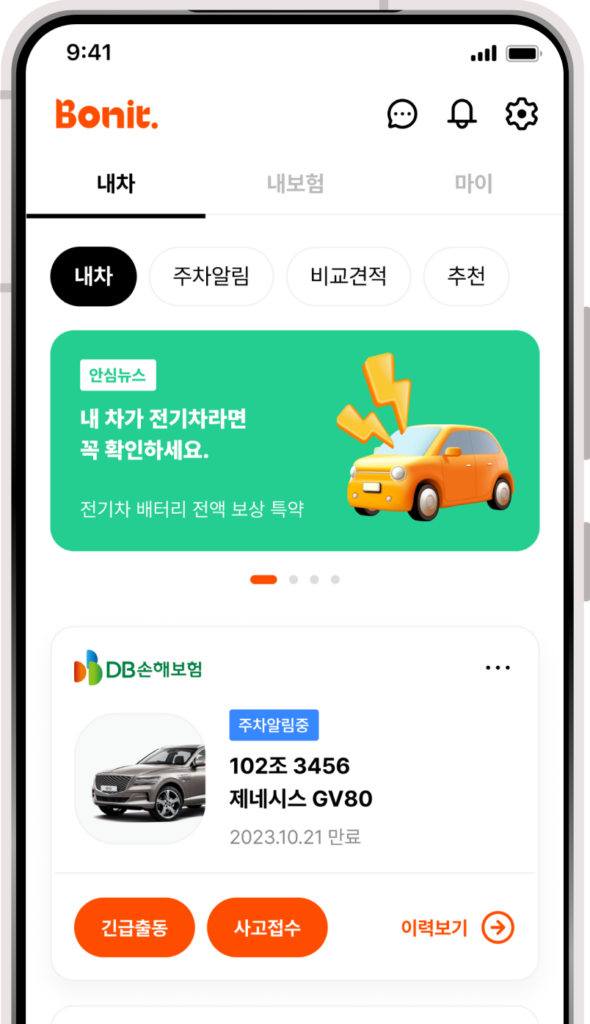 9:41
Bonit.
내차
내보험
마이
내차
주차알림
비교견적
추천
안심뉴스
내 차가 전기차라면
꼭 확인하세요.
전기차 배터리 전액 보상 특약
DB손해보험
주차알림중
102조 3456
제네시스 GV80
2023.10.21 만료
긴급출동
사고접수
이력보기